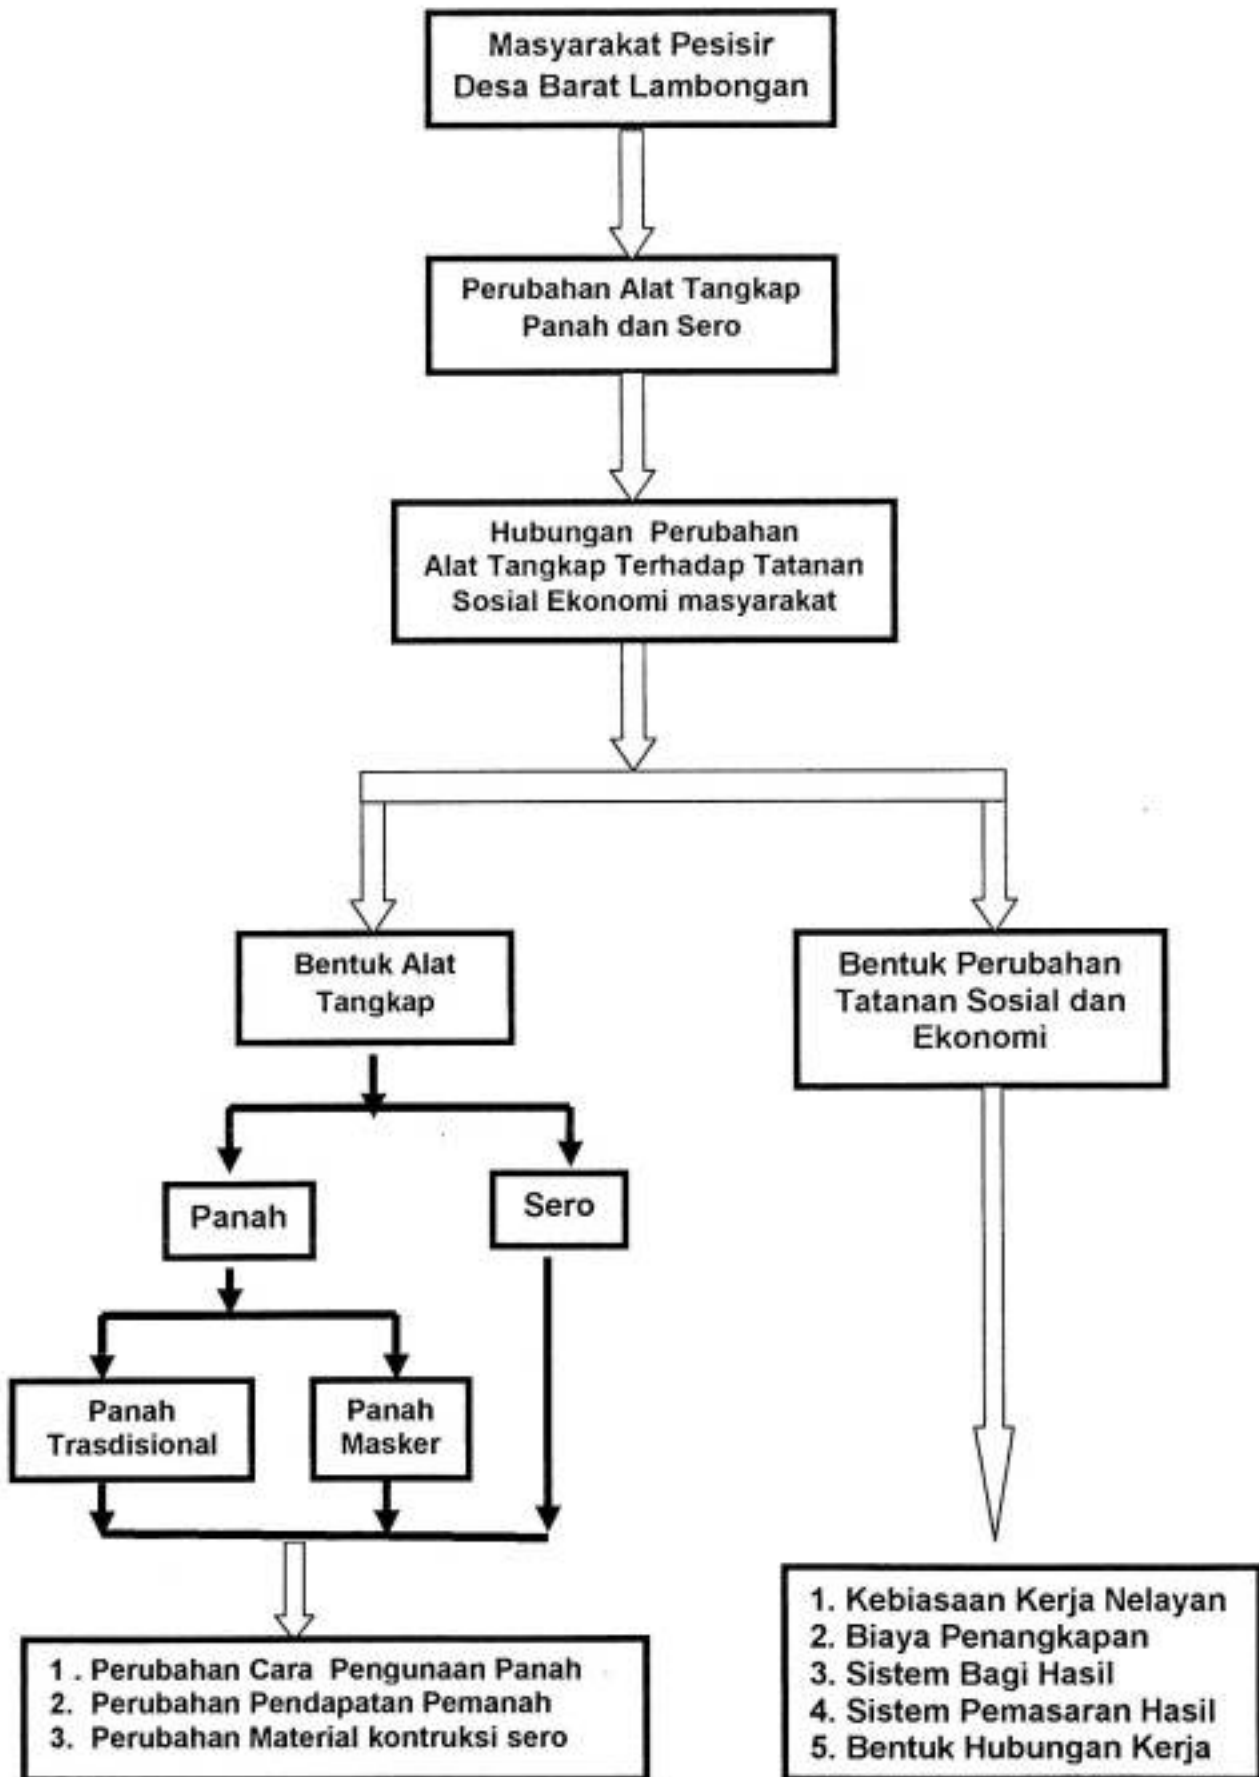 Masyarakat Pesisir
Desa Barat Lambongan
Perubahan Alat Tangkap
Panah dan Sero
Hubungan Perubahan
Alat Tangkap Terhadap Tatanan
Sosial Ekonomi masyarakat
Bentuk Alat
Tangkap
Bentuk Perubahan
Tatanan Sosial dan
Ekonomi
Panah
Sero
Panah
Trasdisional
Panah
Masker
1 . Perubahan Cara Pengunaan Panah
2. Perubahan Pendapatan Pemanah
3. Perubahan Material kontruksi sero
1. Kebiasaan Kerja Nelayan
2. Biaya Penangkapan
3. Sistem Bagi Hasil
4. Sistem Pemasaran Hasil
5. Bentuk Hubungan Kerja